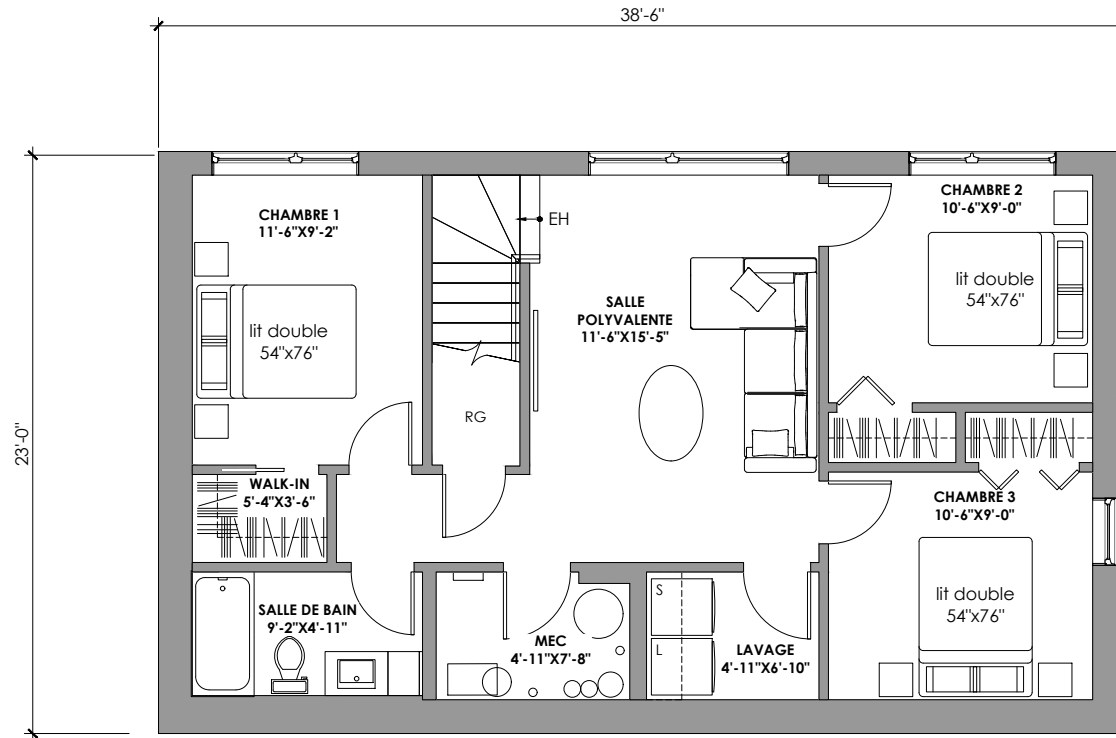 38'-6"
23'-0"
CHAMBRE 1
11'-6"X9'-2"
lit double
54"x76"
EH
RG
SALLE
POLYVALENTE
11'-6"X15'-5"
CHAMBRE 2
10'-6"X9'-0"
lit double
54"x76"
WALK-IN
5'-4"X3'-6"
CHAMBRE 3
10'-6"X9'-0"
lit double
54"x76"
SALLE DE BAIN
9'-2"X4'-11"
MEC
4'-11"X7'-8"
S
L
LAVAGE
4'-11"X6'-10"